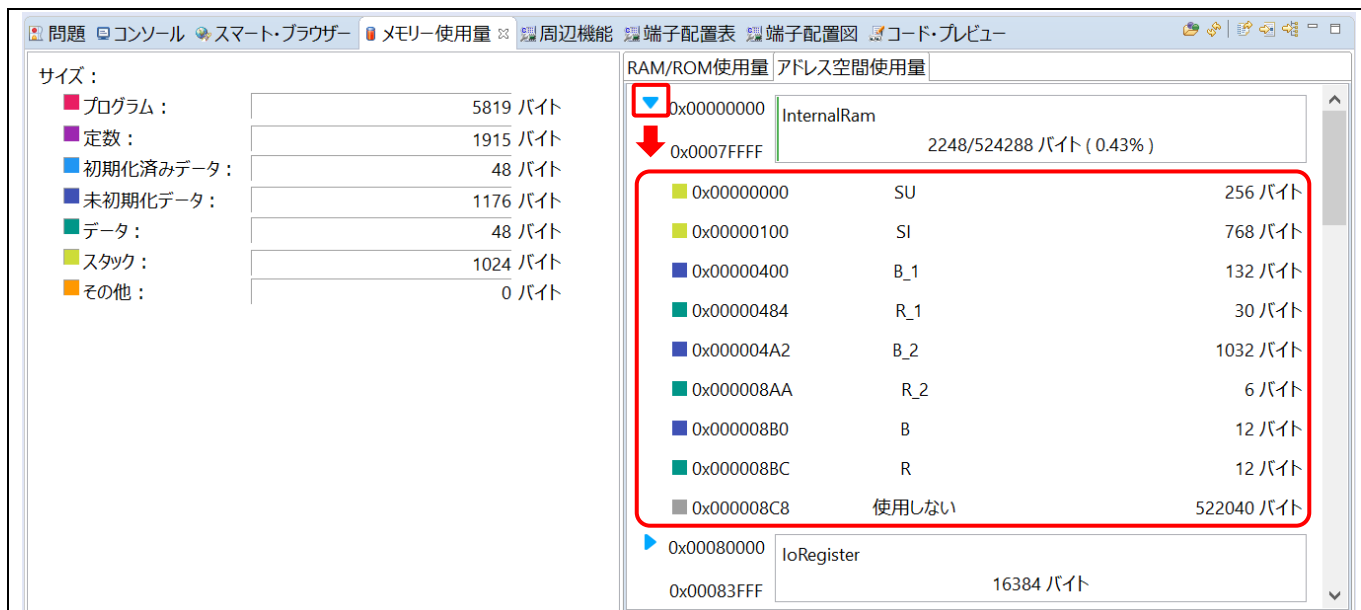 問題 コンソール スマート・ブラウザー メモリー使用量 周辺機能 端子配置表 端子配置図 コード・プレビュー
サイズ：
プログラム： 5819 バイト
定数： 1915 バイト
初期化済みデータ： 48 バイト
未初期化データ： 1176 バイト
データ： 48 バイト
スタック： 1024 バイト
その他： 0 バイト
RAM/ROM使用量 アドレス空間使用量
0x00000000 InternalRam
0x0007FFFF 2248/524288 バイト ( 0.43% )
0x00000000 SU 256 バイト
0x00000100 SI 768 バイト
0x00000400 B_1 132 バイト
0x00000484 R_1 30 バイト
0x000004A2 B_2 1032 バイト
0x000008AA R_2 6 バイト
0x000008B0 B 12 バイト
0x000008BC R 12 バイト
0x000008C8 使用しない 522040 バイト
0x00080000 IoRegister
0x00083FFF 16384 バイト